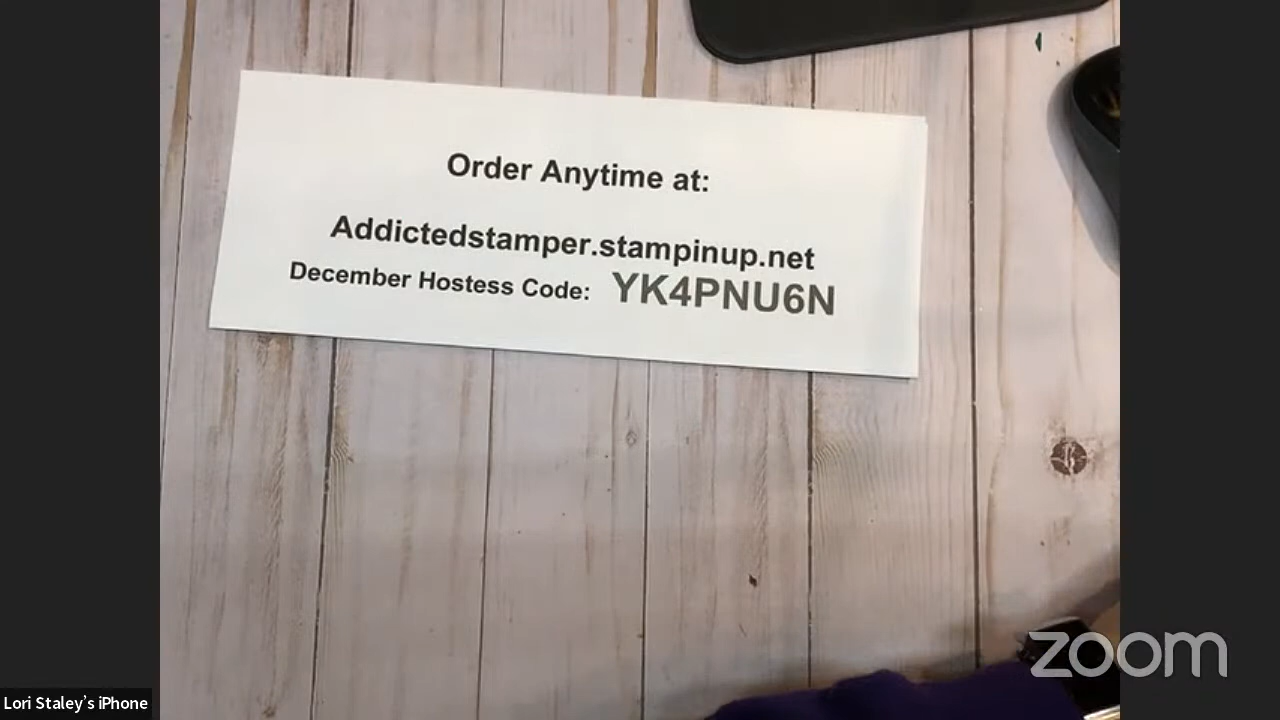 Order Anytime at:
Addictedstamper.stampinup.net
December Hostess Code: YK4PNU6N
zoom
Lori Staley's iPhone